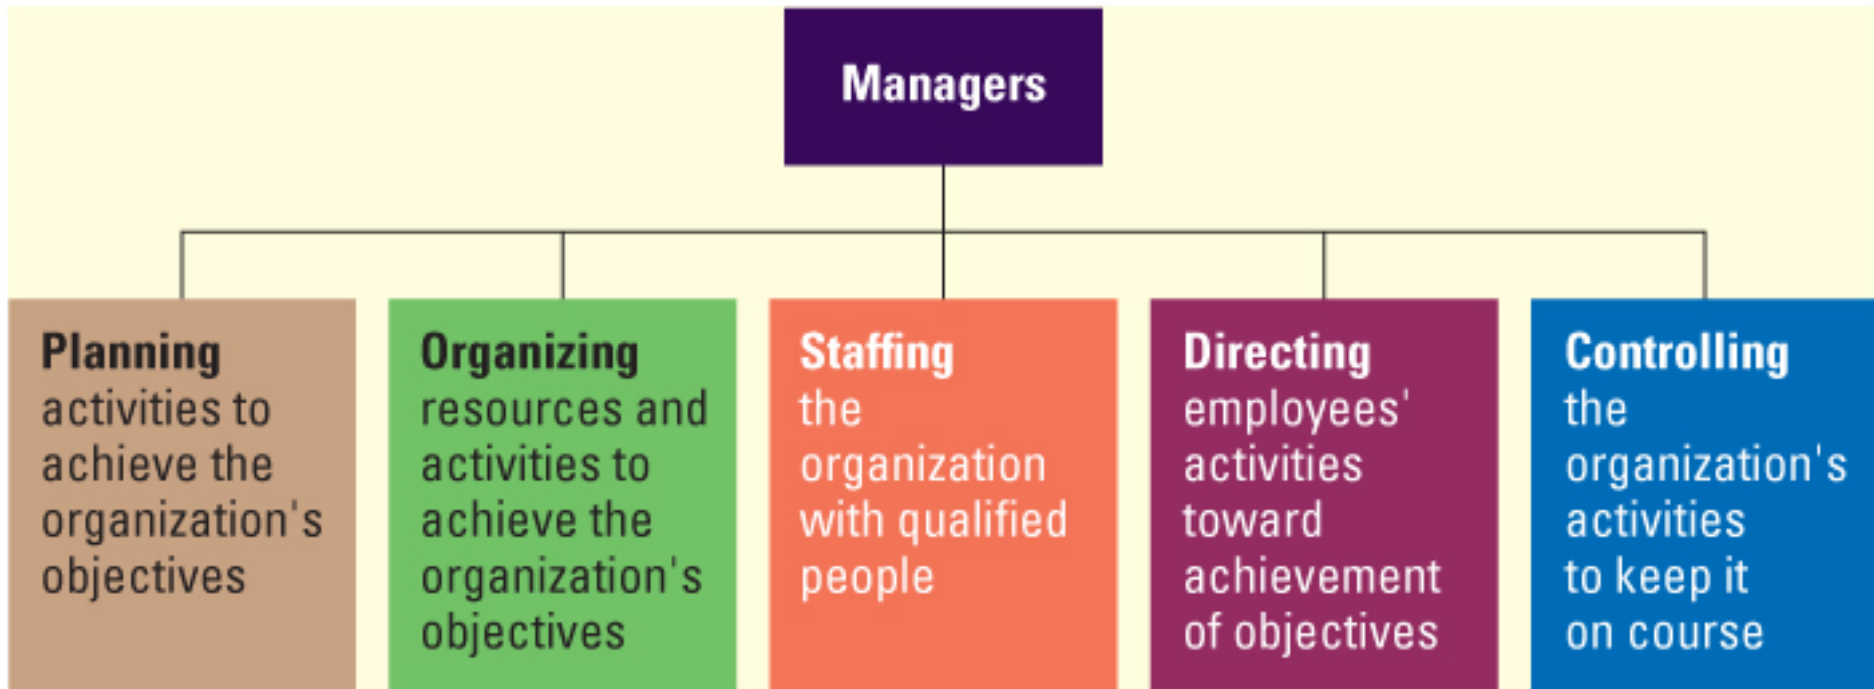 Managers
Planning
activities to
achieve the
organization's
objectives
Organizing
resources and
activities to
achieve the
organization's
objectives
Staffing
the
organization
with qualified
people
Directing
employees'
activities
toward
achievement
of objectives
Controlling
the
organization's
activities
to keep it
on course